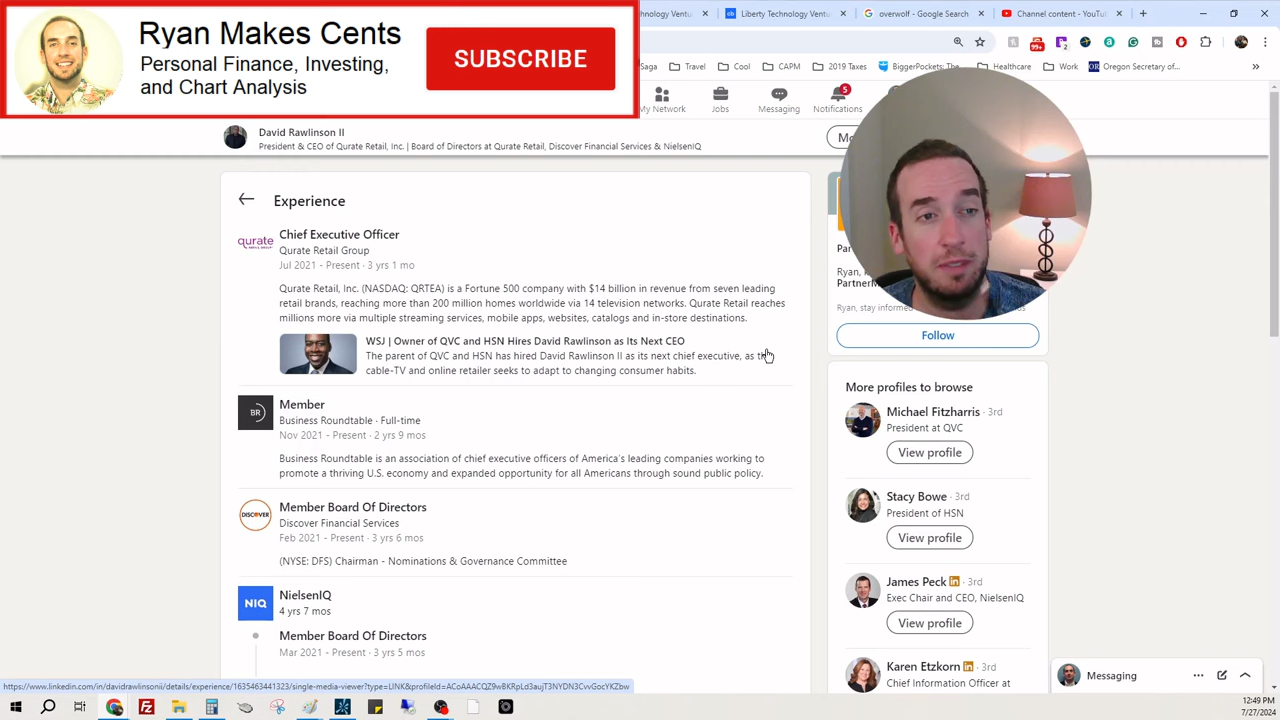 Ryan Makes Cents
Personal Finance, Investing,
and Chart Analysis
SUBSCRIBE
Liberty Technology Ventu
overwolf - Google Search
Channel content - YouTube
Saga
Travel
Cool
CAPM
2019 Taxes
BiggerPockets: The
Healthcare
Work
Oregon Secretary of...
99+
My Network
Jobs
Messaging
Notifications
5
David Rawlinson II
President & CEO of Qurate Retail, Inc. | Board of Directors at Qurate Retail, Discover Financial Services & NielsenIQ
Experience
qurate
Chief Executive Officer
Qurate Retail Group
Jul 2021 - Present · 3 yrs 1 mo
Qurate Retail, Inc. (NASDAQ: QRTEA) is a Fortune 500 company with $14 billion in revenue from seven leading
retail brands, reaching more than 200 million homes worldwide via 14 television networks. Qurate Retail reaches
millions more via multiple streaming services, mobile apps, websites, catalogs and in-store destinations.
WSJ | Owner of QVC and HSN Hires David Rawlinson as Its Next CEO
The parent of QVC and HSN has hired David Rawlinson II as its next chief executive, as the
cable-TV and online retailer seeks to adapt to changing consumer habits.
BR
Member
Business Roundtable · Full-time
Nov 2021 - Present · 2 yrs 9 mos
Business Roundtable is an association of chief executive officers of America's leading companies working to
promote a thriving U.S. economy and expanded opportunity for all Americans through sound public policy.
DISCOVER
Member Board Of Directors
Discover Financial Services
Feb 2021 - Present · 3 yrs 6 mos
(NYSE: DFS) Chairman - Nominations & Governance Committee
NIQ
NielsenIQ
4 yrs 7 mos
Member Board Of Directors
Mar 2021 - Present · 3 yrs 5 mos
Ryan, stay informed
Follow
More profiles to browse
Michael Fitzharris · 3rd
President at QVC
View profile
Stacy Bowe · 3rd
President of HSN
View profile
James Peck in · 3rd
Exec Chair and CEO, NielsenIQ
View profile
Karen Etzkorn in · 3rd
Chief Information Officer at
Messaging
12:49 PM
7/27/2024